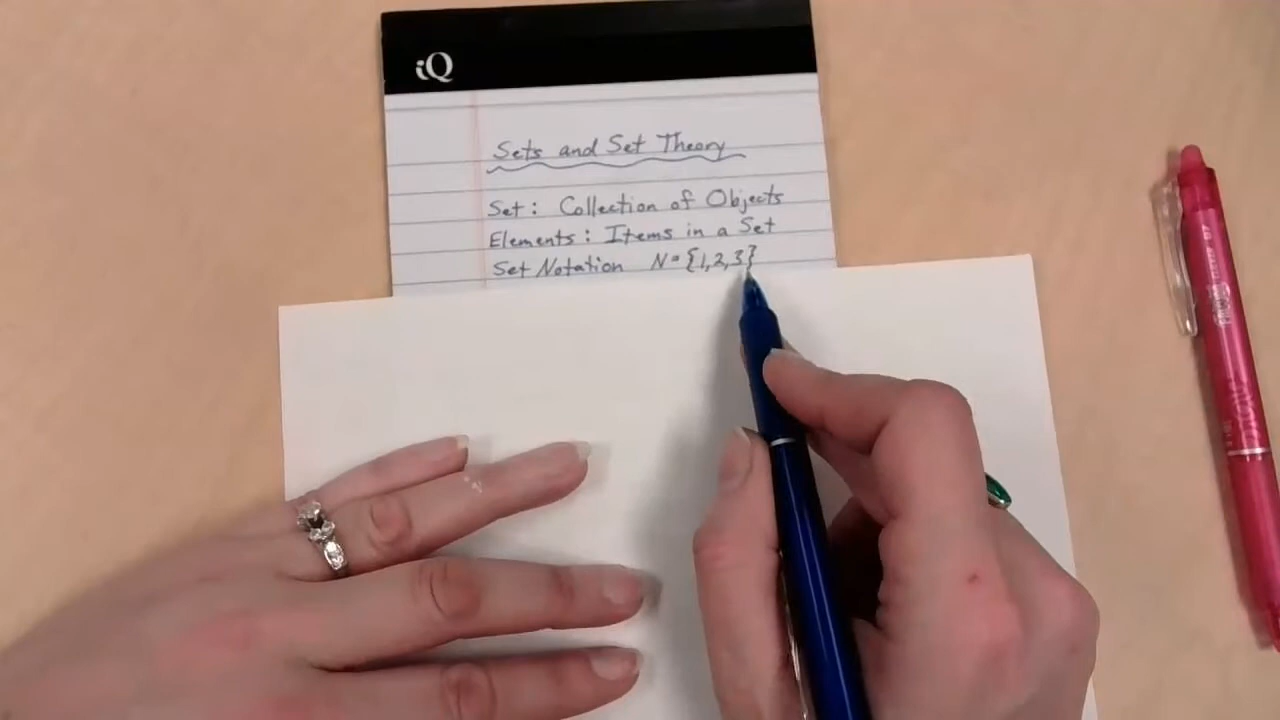 iQ
Sets and Set Theory
Set: Collection of Objects
Elements: Items in a Set
Set Notation N={1,2,3}